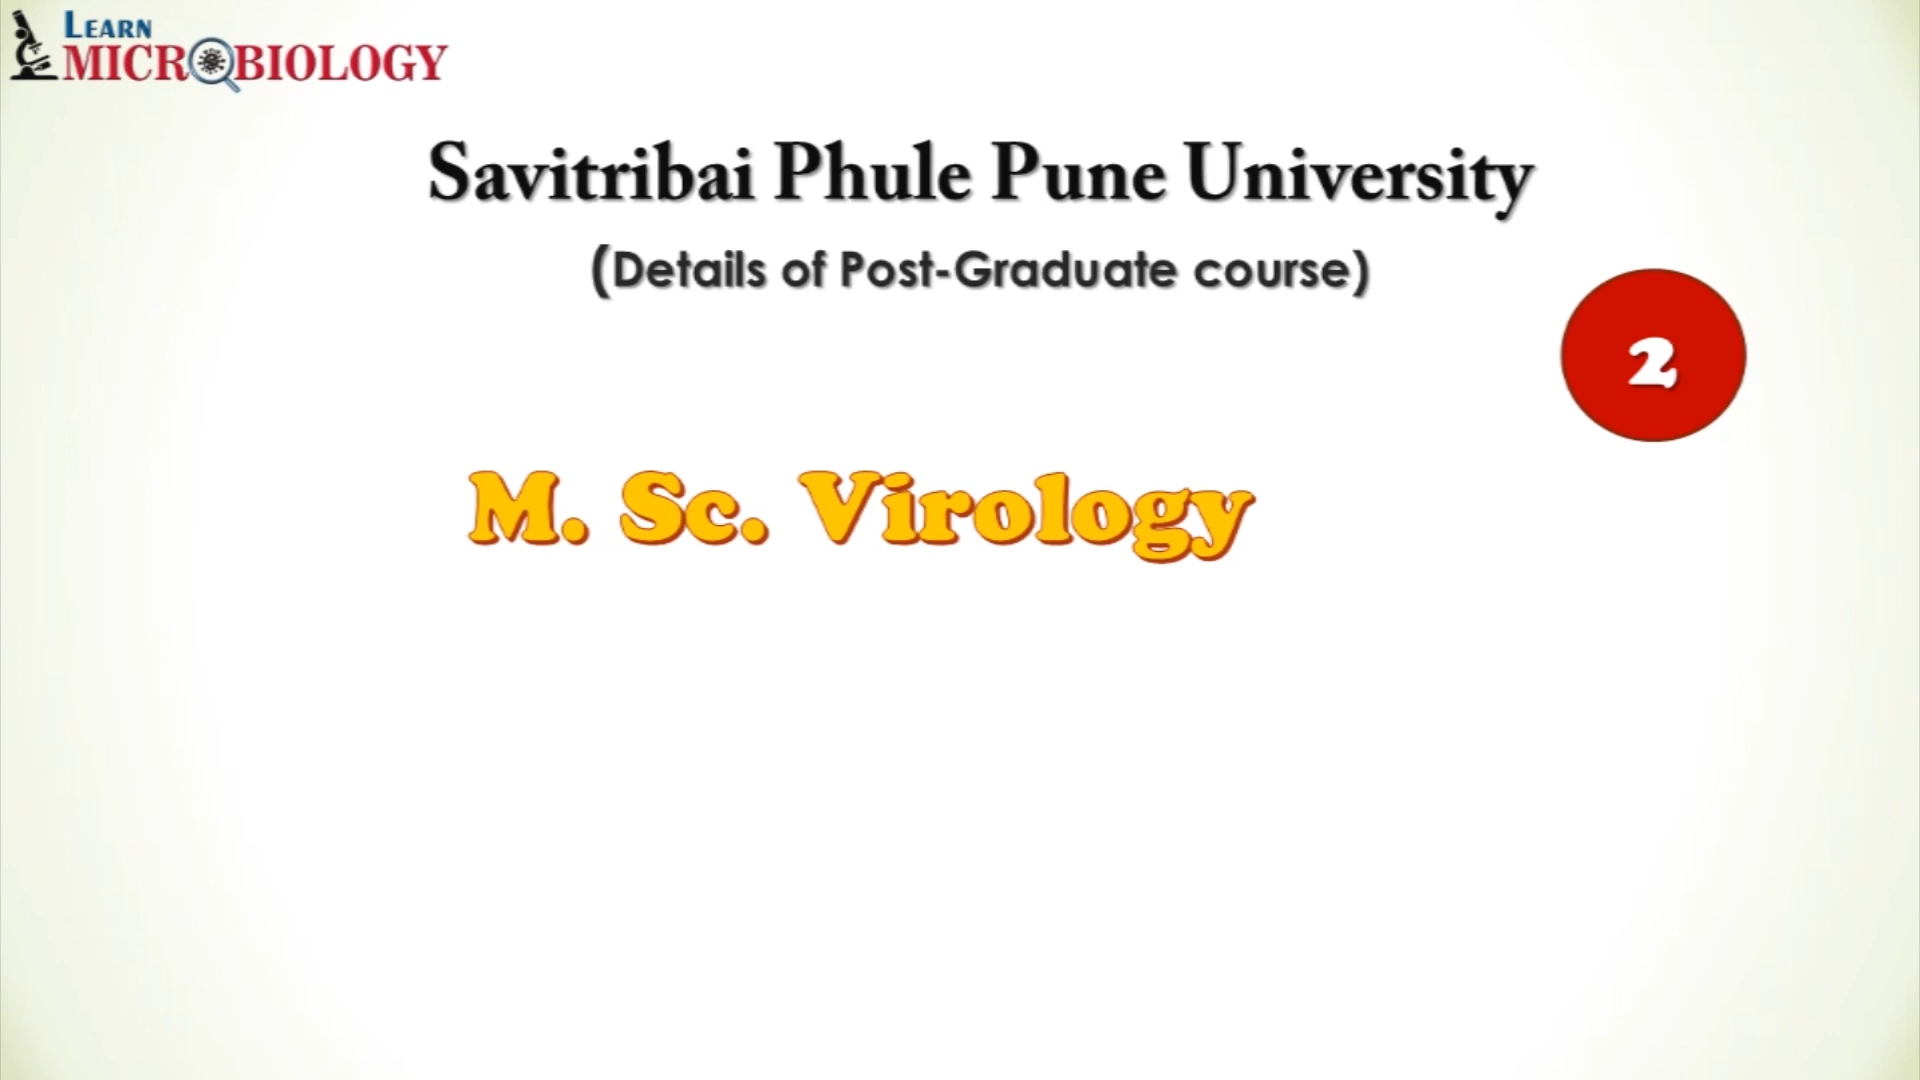 LEARN
MICROBIOLOGY
Savitribai Phule Pune University
(Details of Post-Graduate course)
2
M. Sc. Virology